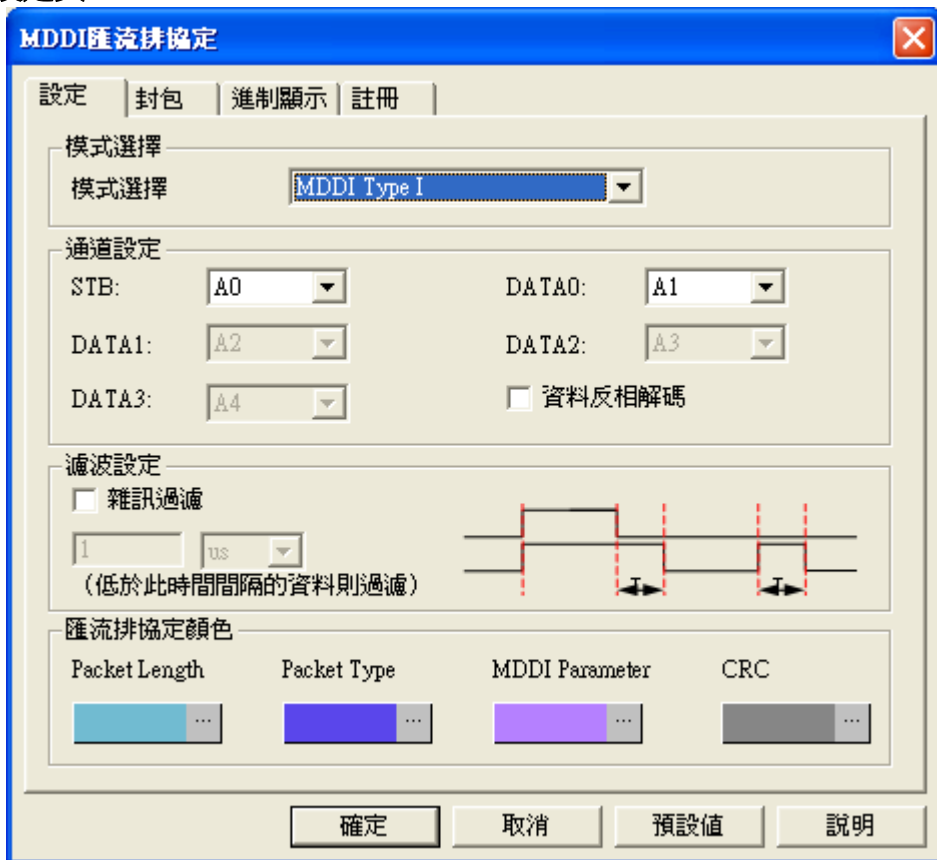 MDDI匯流排協定
設定 封包 進制顯示 註冊
模式選擇
模式選擇 MDDI Type I
通道設定
STB: A0 DATA0: A1
DATA1: A2 DATA2: A3
DATA3: A4 資料反相解碼
濾波設定
雜訊過濾
1 us
(低於此時間間隔的資料則過濾)
T T
匯流排協定顏色
Packet Length Packet Type MDDI Parameter CRC
... ... ... ...
確定 取消 預設值 說明